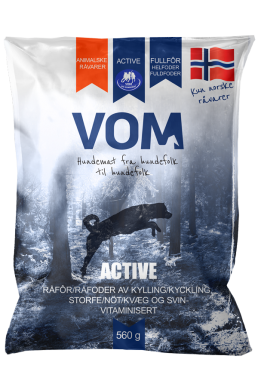 ANIMALSKE
RÅVARER
ACTIVE
FULLFÔR
HELFODER
FULDFODER
Kun norske
råvarer
VOM
Hundemat fra hundefolk
til hundefolk
ACTIVE
RÅFÔR/RÅFODER AV KYLLING/KYCKLING,
STORFE/NÖT/KVÆG OG SVIN
VITAMINISERT
560 g